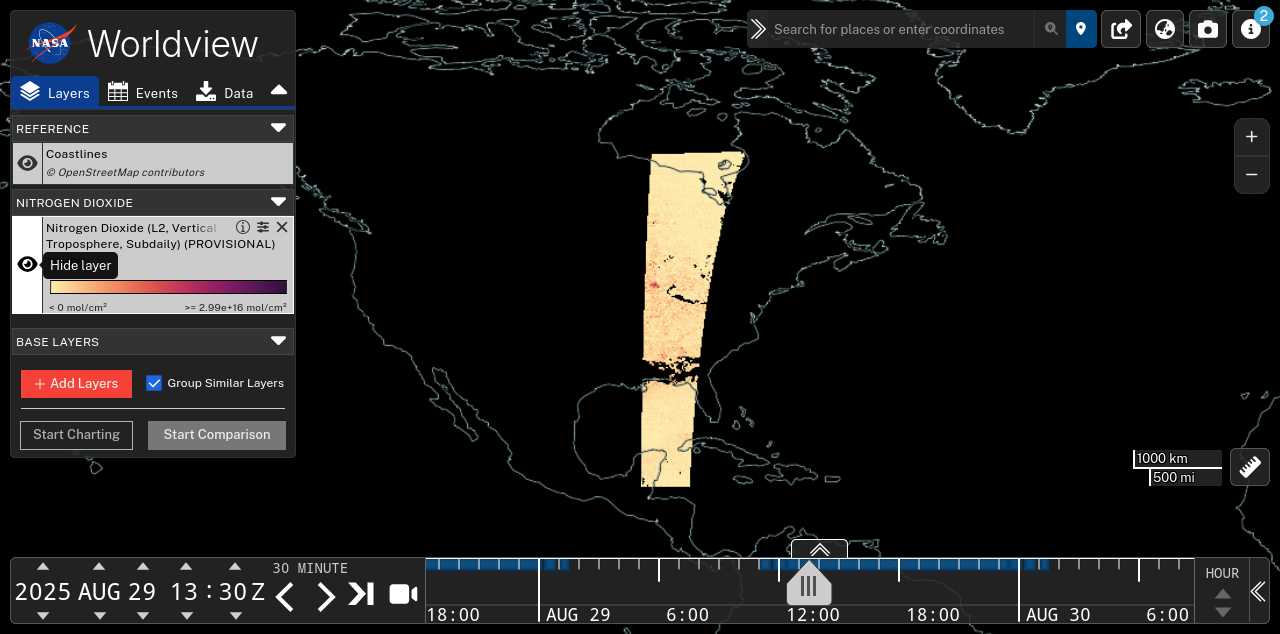 NASA
Worldview
Layers
Events
Data
REFERENCE
Coastlines
© OpenStreetMap contributors
NITROGEN DIOXIDE
Nitrogen Dioxide (L2, Vertical
Troposphere, Subdaily) (PROVISIONAL)
Hide layer
< 0 mol/cm²
>= 2.99e+16 mol/cm²
BASE LAYERS
+ Add Layers
Group Similar Layers
Start Charting
Start Comparison
Search for places or enter coordinates
2
+
−
1000 km
500 mi
2025 AUG 29 13 : 30 Z
30 MINUTE
18:00
AUG 29
6:00
12:00
18:00
AUG 30
6:00
HOUR